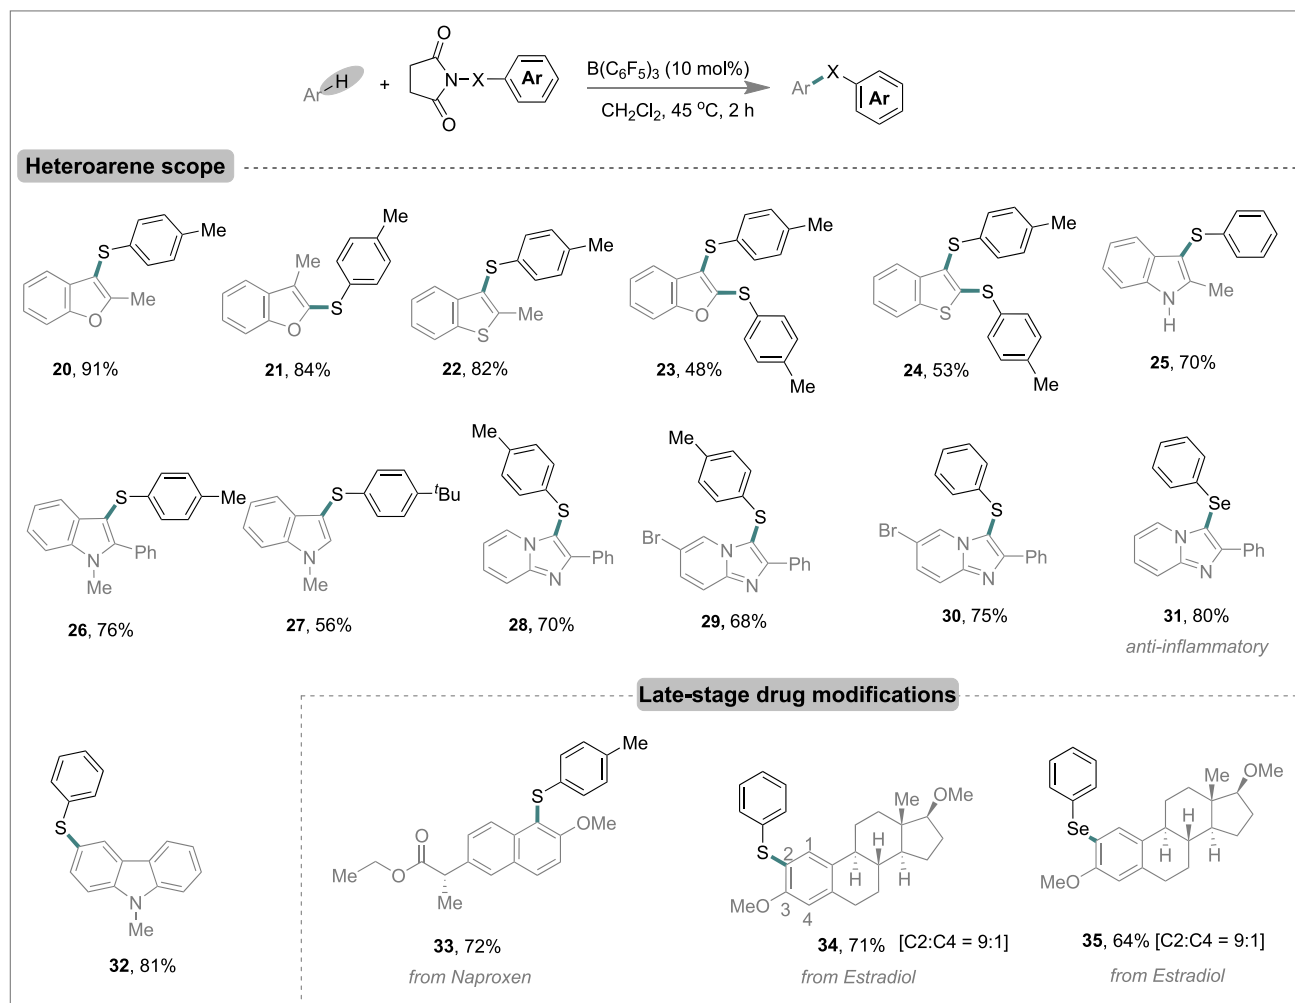 Ar H + O N X Ar O B(C6F5)3 (10 mol%) CH2Cl2, 45 °C, 2 h Ar X Ar
Heteroarene scope
S Me Me O
20, 91%
Me Me S O
21, 84%
S Me Me S
22, 82%
S Me S O Me
23, 48%
S Me S S Me
24, 53%
S Me N H
25, 70%
S Me Ph N Me
26, 76%
S tBu N Me
27, 56%
Me S N Ph N
28, 70%
Me S Br N Ph N
29, 68%
S Br N Ph N
30, 75%
Se N Ph N
31, 80%
anti-inflammatory
Late-stage drug modifications
S N Me
32, 81%
Me S OMe O Me O Me
33, 72%
from Naproxen
S Me OMe H H H 1 2 3 4 MeO
34, 71% [C2:C4 = 9:1]
from Estradiol
Se Me OMe H H H MeO
35, 64% [C2:C4 = 9:1]
from Estradiol